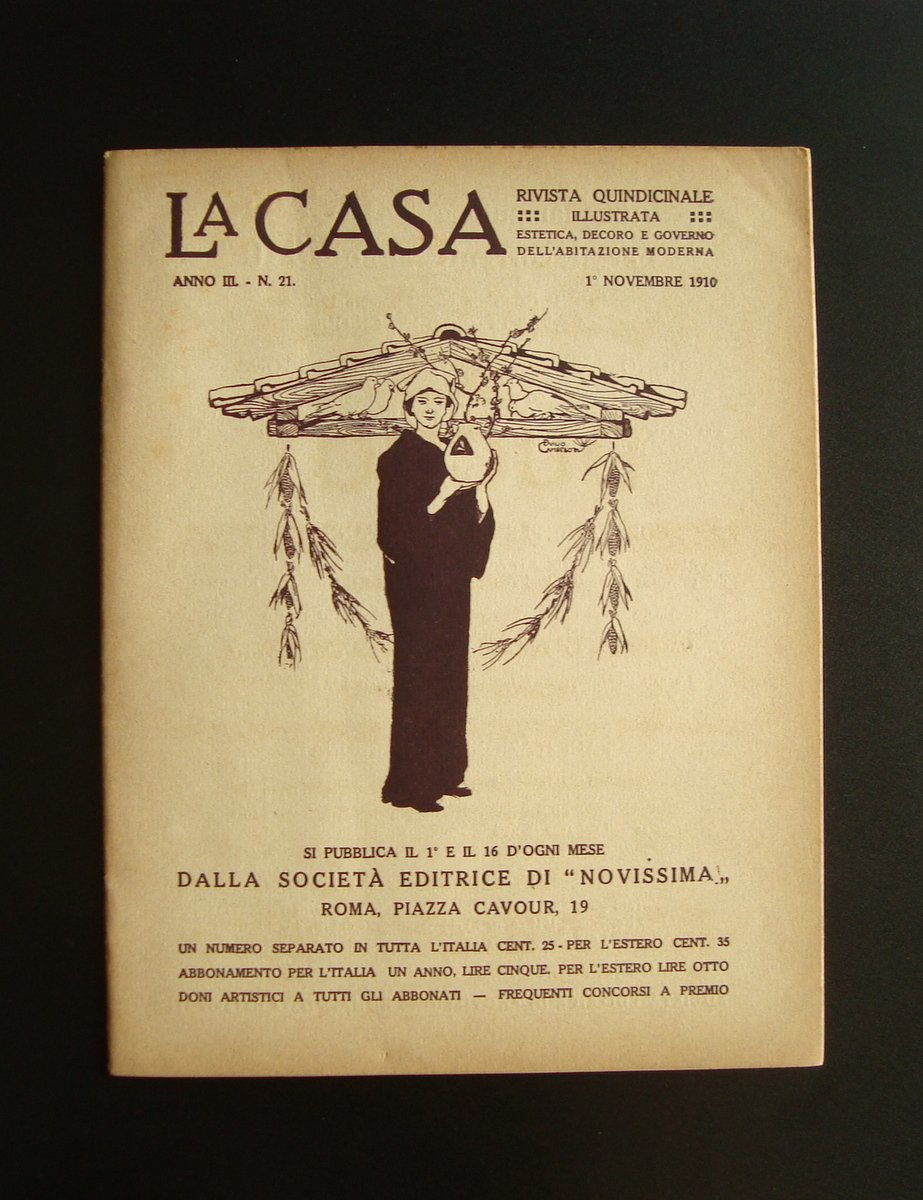 LA CASA
RIVISTA QUINDICINALE
ILLUSTRATA
ESTETICA, DECORO E GOVERNO
DELL'ABITAZIONE MODERNA
ANNO III. - N. 21.
1° NOVEMBRE 1910
SI PUBBLICA IL 1° E IL 16 D'OGNI MESE
DALLA SOCIETÀ EDITRICE DI “NOVISSIMA„
ROMA, PIAZZA CAVOUR, 19
UN NUMERO SEPARATO IN TUTTA L'ITALIA CENT. 25 - PER L'ESTERO CENT. 35
ABBONAMENTO PER L'ITALIA UN ANNO, LIRE CINQUE. PER L'ESTERO LIRE OTTO
DONI ARTISTICI A TUTTI GLI ABBONATI — FREQUENTI CONCORSI A PREMIO